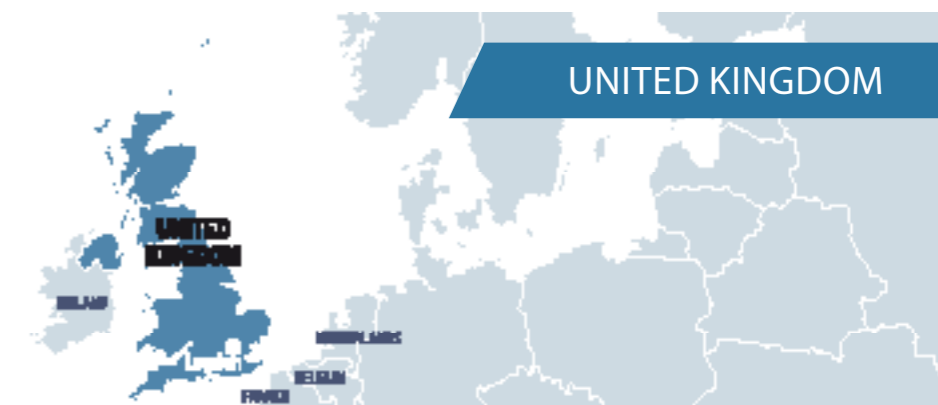 UNITED KINGDOM
UNITED
KINGDOM
IRELAND
NETHERLANDS
BELGIUM
FRANCE